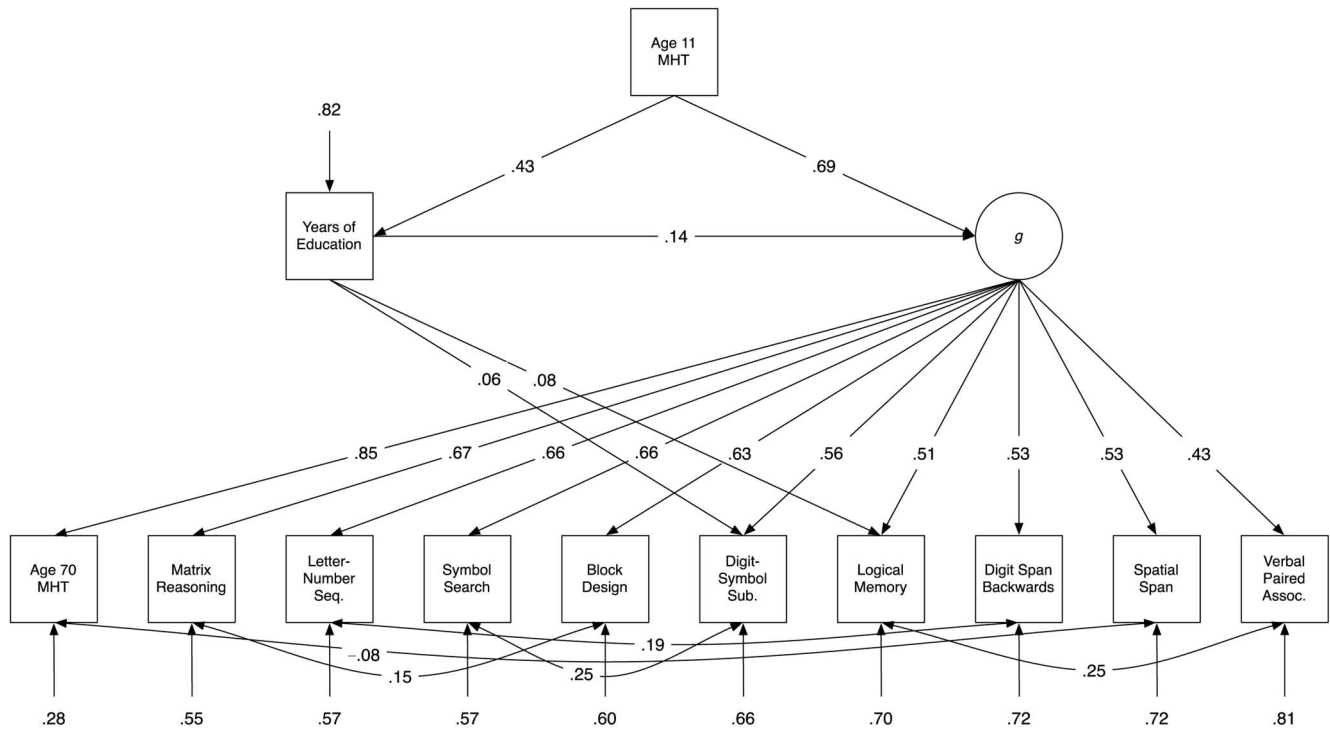 Age 11
MHT
.82
.43
.69
Years of
Education
.14
g
.06
.08
.85
.67
.66
.66
.63
.56
.51
.53
.53
.43
Age 70
MHT
Matrix
Reasoning
Letter-
Number
Seq.
Symbol
Search
Block
Design
Digit-
Symbol
Sub.
Logical
Memory
Digit Span
Backwards
Spatial
Span
Verbal
Paired
Assoc.
–.08
.19
.15
.25
.25
.28
.55
.57
.57
.60
.66
.70
.72
.72
.81